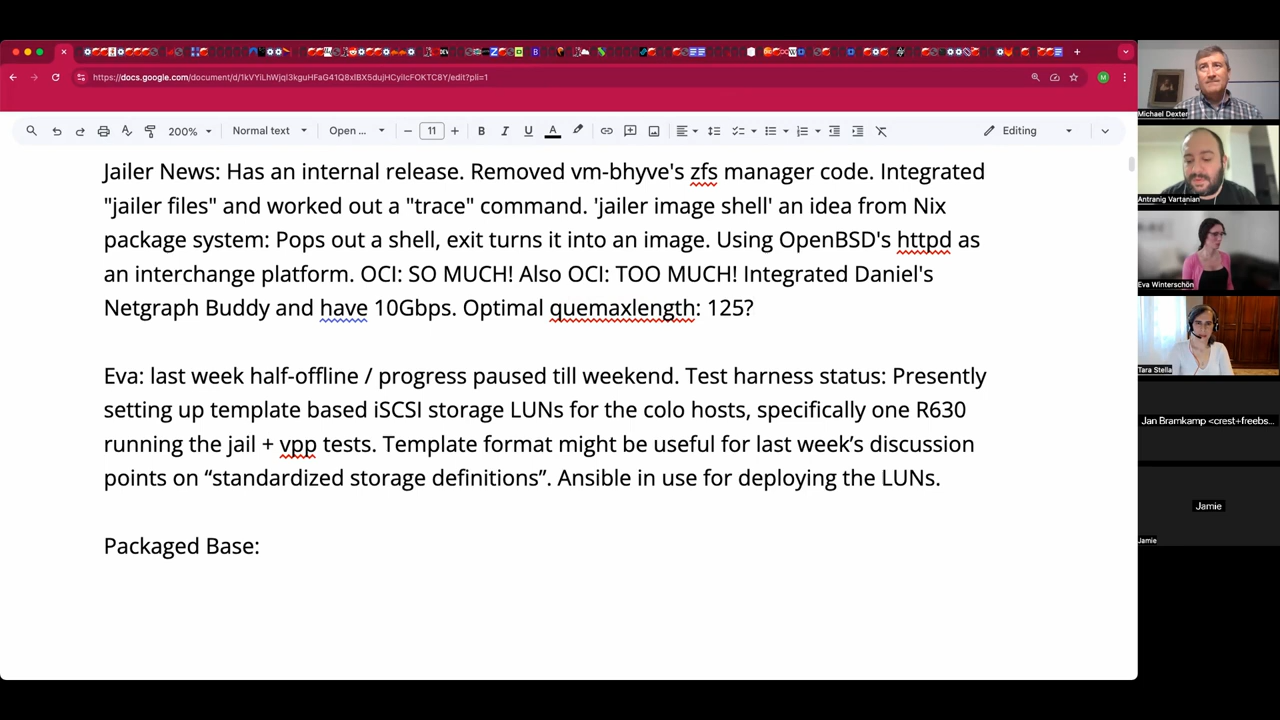 https://docs.google.com/document/d/1kVYiLhWjqI3kguHFaG41Q8xIBX5dujHCyiIcFOKTC8Y/edit?pli=1
200%
Normal text
Open ...
11
Editing
Jailer News: Has an internal release. Removed vm-bhyve's zfs manager code. Integrated
"jailer files" and worked out a "trace" command. 'jailer image shell' an idea from Nix
package system: Pops out a shell, exit turns it into an image. Using OpenBSD's httpd as
an interchange platform. OCI: SO MUCH! Also OCI: TOO MUCH! Integrated Daniel's
Netgraph Buddy and have 10Gbps. Optimal quemaxlength: 125?
Eva: last week half-offline / progress paused till weekend. Test harness status: Presently
setting up template based iSCSI storage LUNs for the colo hosts, specifically one R630
running the jail + vpp tests. Template format might be useful for last week’s discussion
points on “standardized storage definitions”. Ansible in use for deploying the LUNs.
Packaged Base:
Michael Dexter
Antranig Vartanian
Eva Winterschön
Tara Stella
Jan Bramkamp <crest+freebs...
Jamie
Jamie